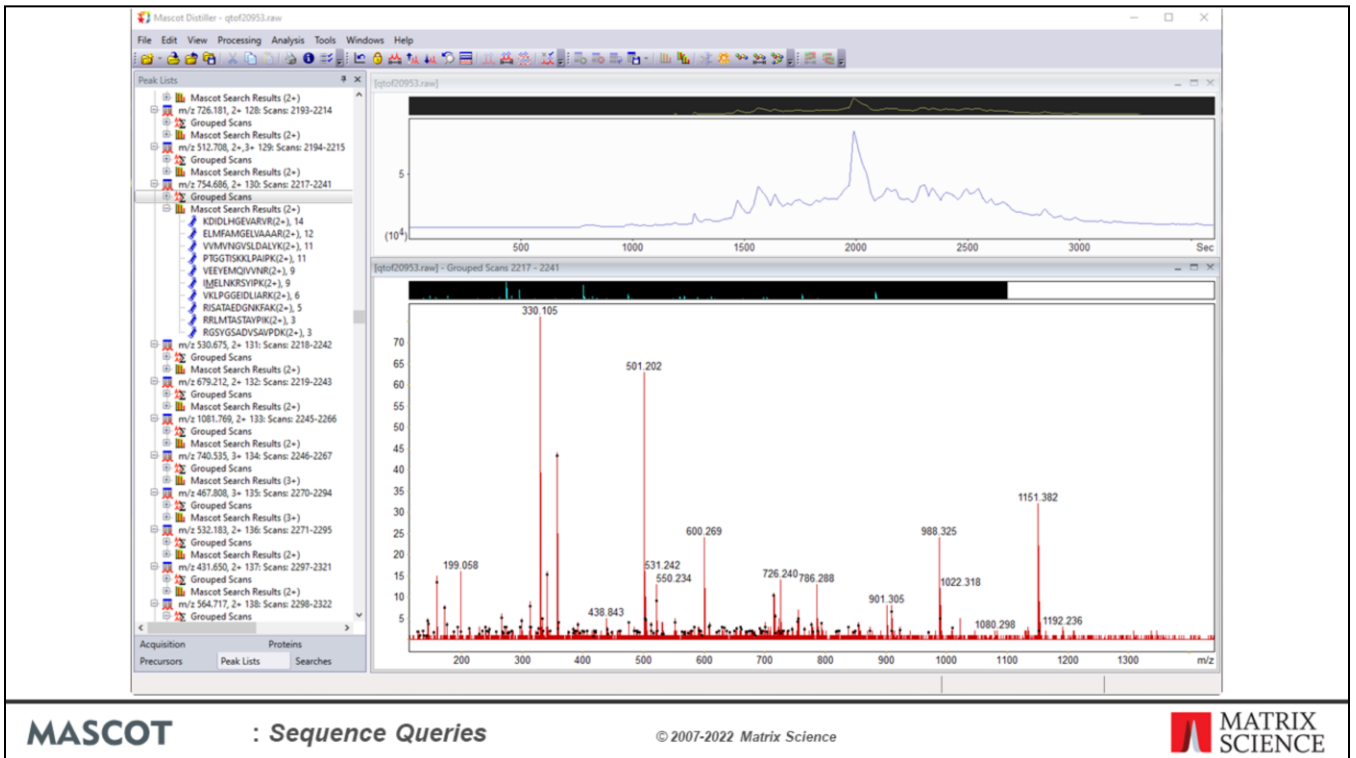 Mascot Distiller - qtof20953.raw
File Edit View Processing Analysis Tools Windows Help
Peak Lists
Mascot Search Results (2+)
m/z 726.181, 2+ 128: Scans: 2193-2214
Grouped Scans
Mascot Search Results (2+)
m/z 512.708, 2+,3+ 129: Scans: 2194-2215
Grouped Scans
Mascot Search Results (2+)
m/z 754.686, 2+ 130: Scans: 2217-2241
Grouped Scans
Mascot Search Results (2+)
KDIDLHGEVARVR(2+), 14
ELMFAMGELVAAAR(2+), 12
VVMVNGVSLDALYK(2+), 11
PTGGTISKKLPAIPK(2+), 11
VEEYEMQIVVNR(2+), 9
IMELNKRSYIPK(2+), 9
VKLPGGEIDLIARK(2+), 6
RISATAEDGNKFAK(2+), 5
RRLMTASTAYPIK(2+), 3
RGSYGSADVSAVPDK(2+), 3
m/z 530.675, 2+ 131: Scans: 2218-2242
Grouped Scans
Mascot Search Results (2+)
m/z 679.212, 2+ 132: Scans: 2219-2243
Grouped Scans
Mascot Search Results (2+)
m/z 1081.769, 2+ 133: Scans: 2245-2266
Grouped Scans
Mascot Search Results (2+)
m/z 740.535, 3+ 134: Scans: 2246-2267
Grouped Scans
Mascot Search Results (3+)
m/z 467.808, 3+ 135: Scans: 2270-2294
Grouped Scans
Mascot Search Results (3+)
m/z 532.183, 2+ 136: Scans: 2271-2295
Grouped Scans
Mascot Search Results (2+)
m/z 431.650, 2+ 137: Scans: 2297-2321
Grouped Scans
Mascot Search Results (2+)
m/z 564.717, 2+ 138: Scans: 2298-2322
Grouped Scans
Acquisition Proteins
Precursors Peak Lists Searches
[qtof20953.raw]
5
(10^4)
500 1000 1500 2000 2500 3000 Sec
[qtof20953.raw] - Grouped Scans 2217 - 2241
330.105
70
65
501.202
60
55
50
45
40
35
1151.382
30
25
600.269 988.325
20
199.058 531.242
15
550.234 726.240 786.288 1022.318
10
438.843 901.305
5
1080.298 1192.236
200 300 400 500 600 700 800 900 1000 1100 1200 1300 m/z
MASCOT : Sequence Queries © 2007-2022 Matrix Science
MATRIX
SCIENCE